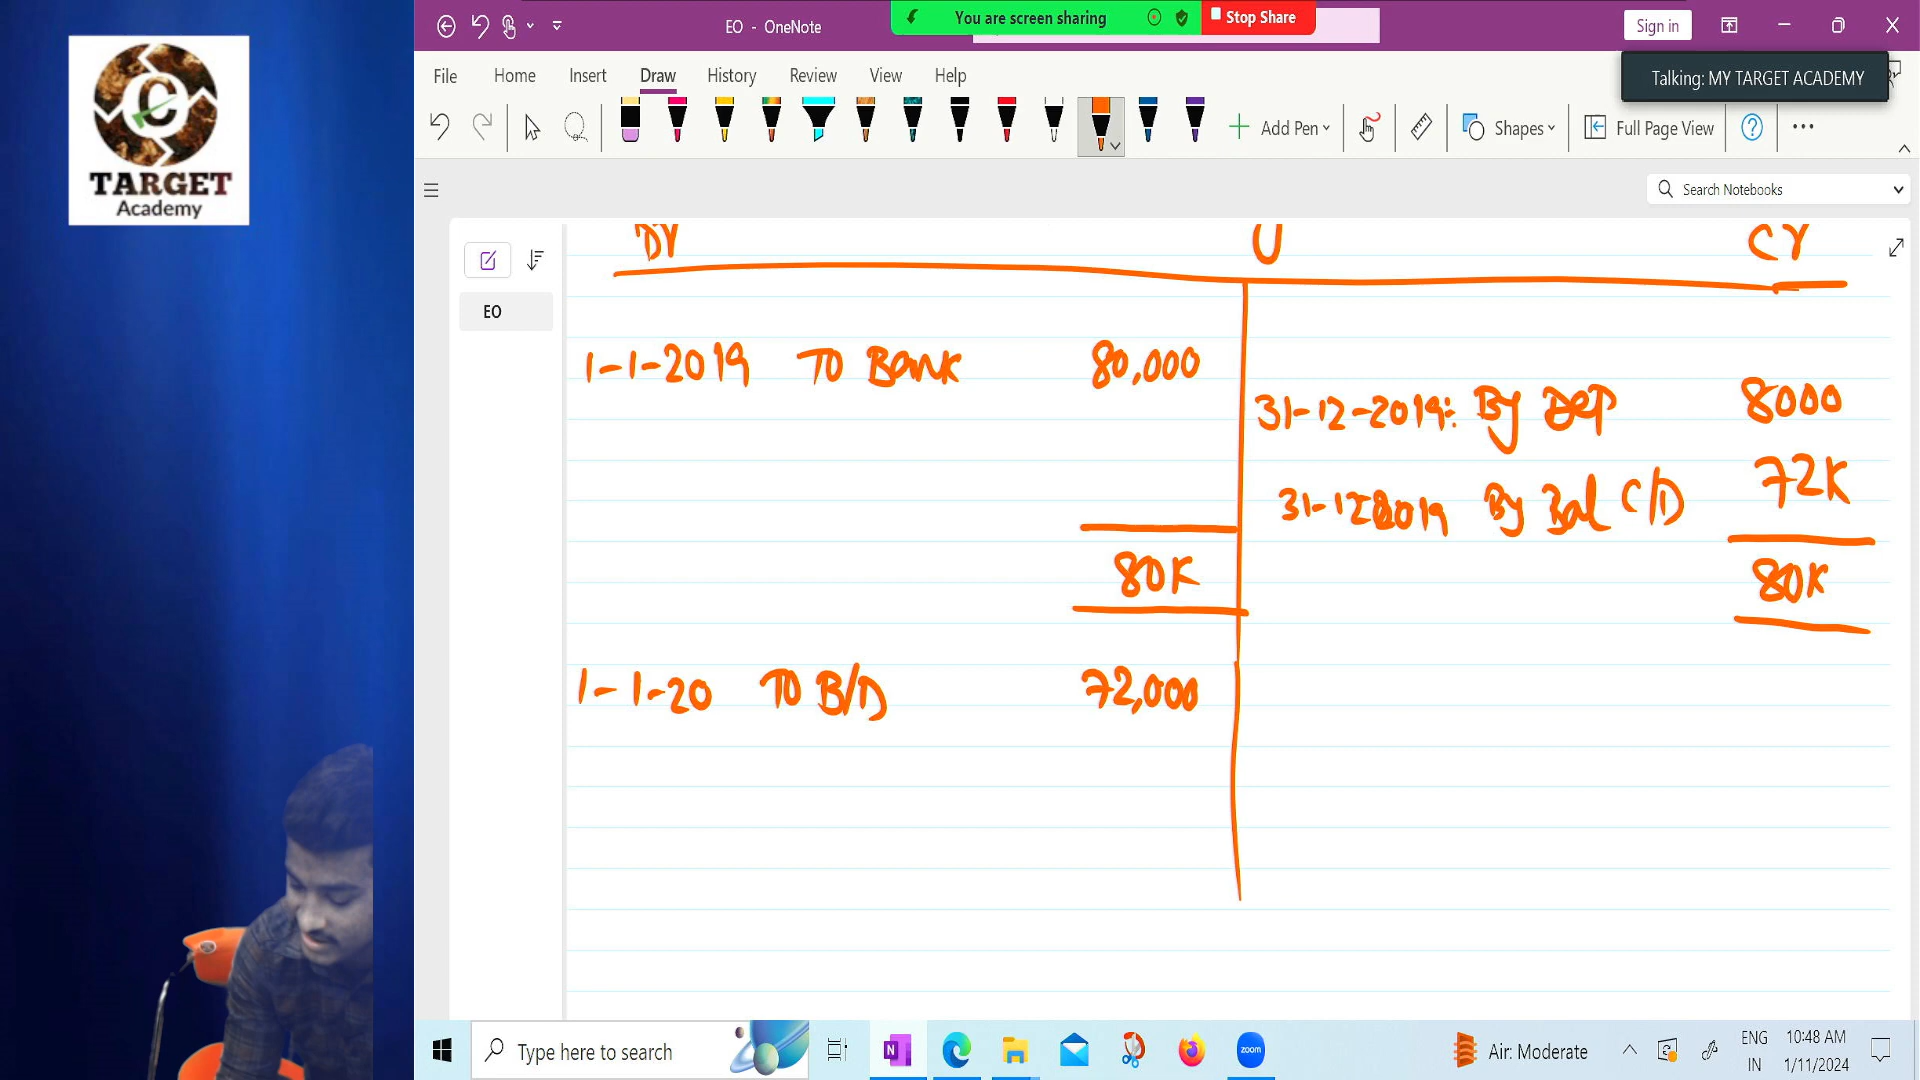 TARGET
Academy
EO - OneNote
You are screen sharing
Stop Share
Sign in
Talking: MY TARGET ACADEMY
File Home Insert Draw History Review View Help
Add Pen
Shapes
Full Page View
Search Notebooks
EO
Dr
Cr
1-1-2019 TO Bank 80,000
31-12-2019: By DEP 8000
31-12-2019 By Bal C/D 72K
80K
80K
1-1-20 TO B/D 72,000
Type here to search
zoom
Air: Moderate
ENG
IN
10:48 AM
1/11/2024